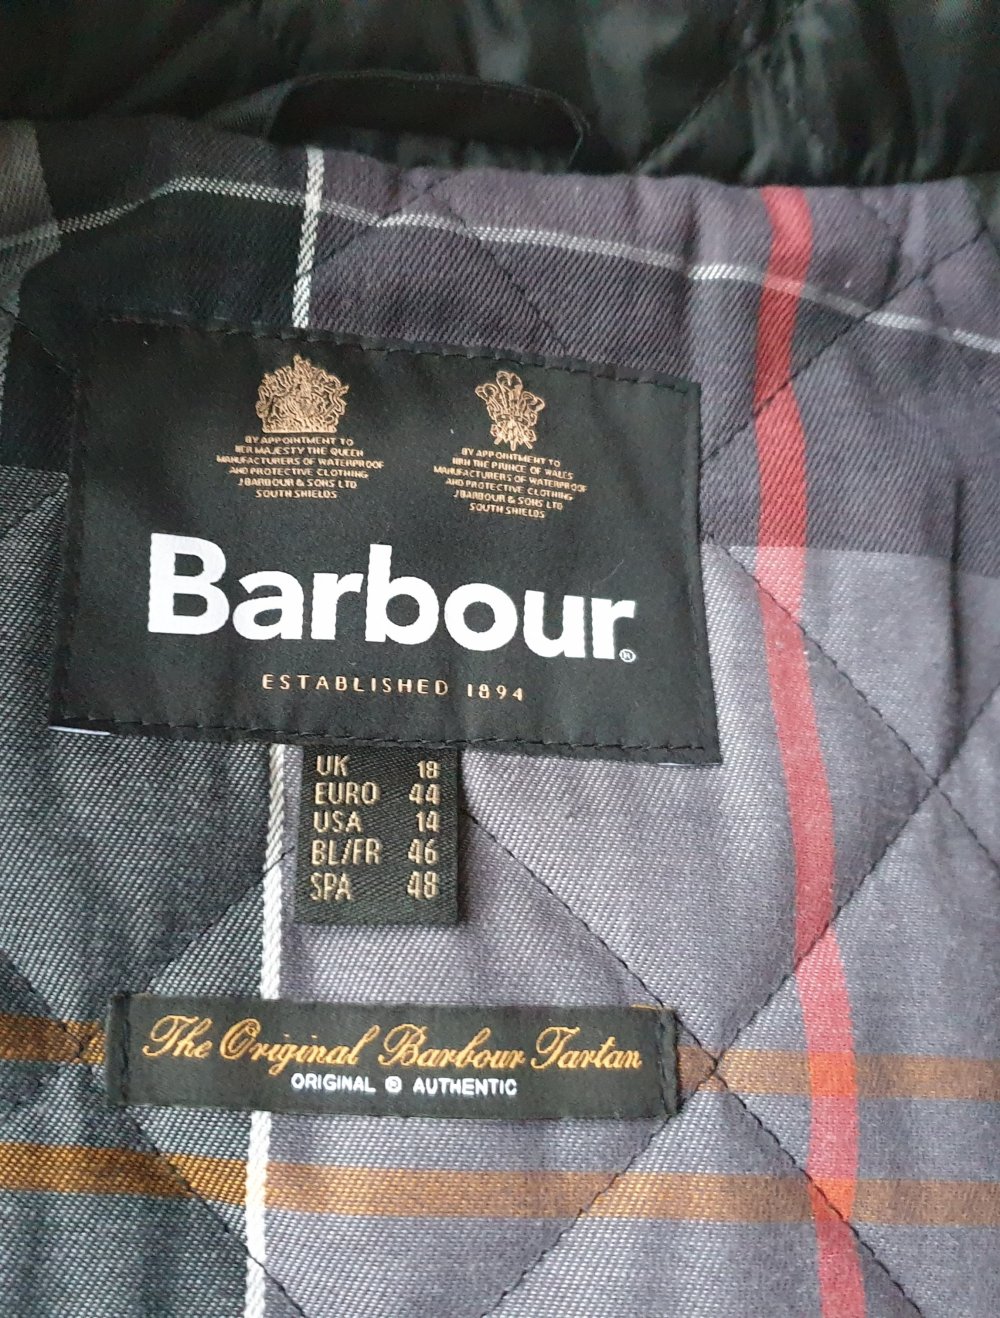 BY APPOINTMENT TO
HER MAJESTY THE QUEEN
MANUFACTURERS OF WATERPROOF
AND PROTECTIVE CLOTHING
J BARBOUR & SONS LTD
SOUTH SHIELDS
BY APPOINTMENT TO
HRH THE PRINCE OF WALES
MANUFACTURERS OF WATERPROOF
AND PROTECTIVE CLOTHING
J BARBOUR & SONS LTD
SOUTH SHIELDS
Barbour®
ESTABLISHED 1894
UK 18
EURO 44
USA 14
BL/FR 46
SPA 48
The Original Barbour Tartan
ORIGINAL ® AUTHENTIC